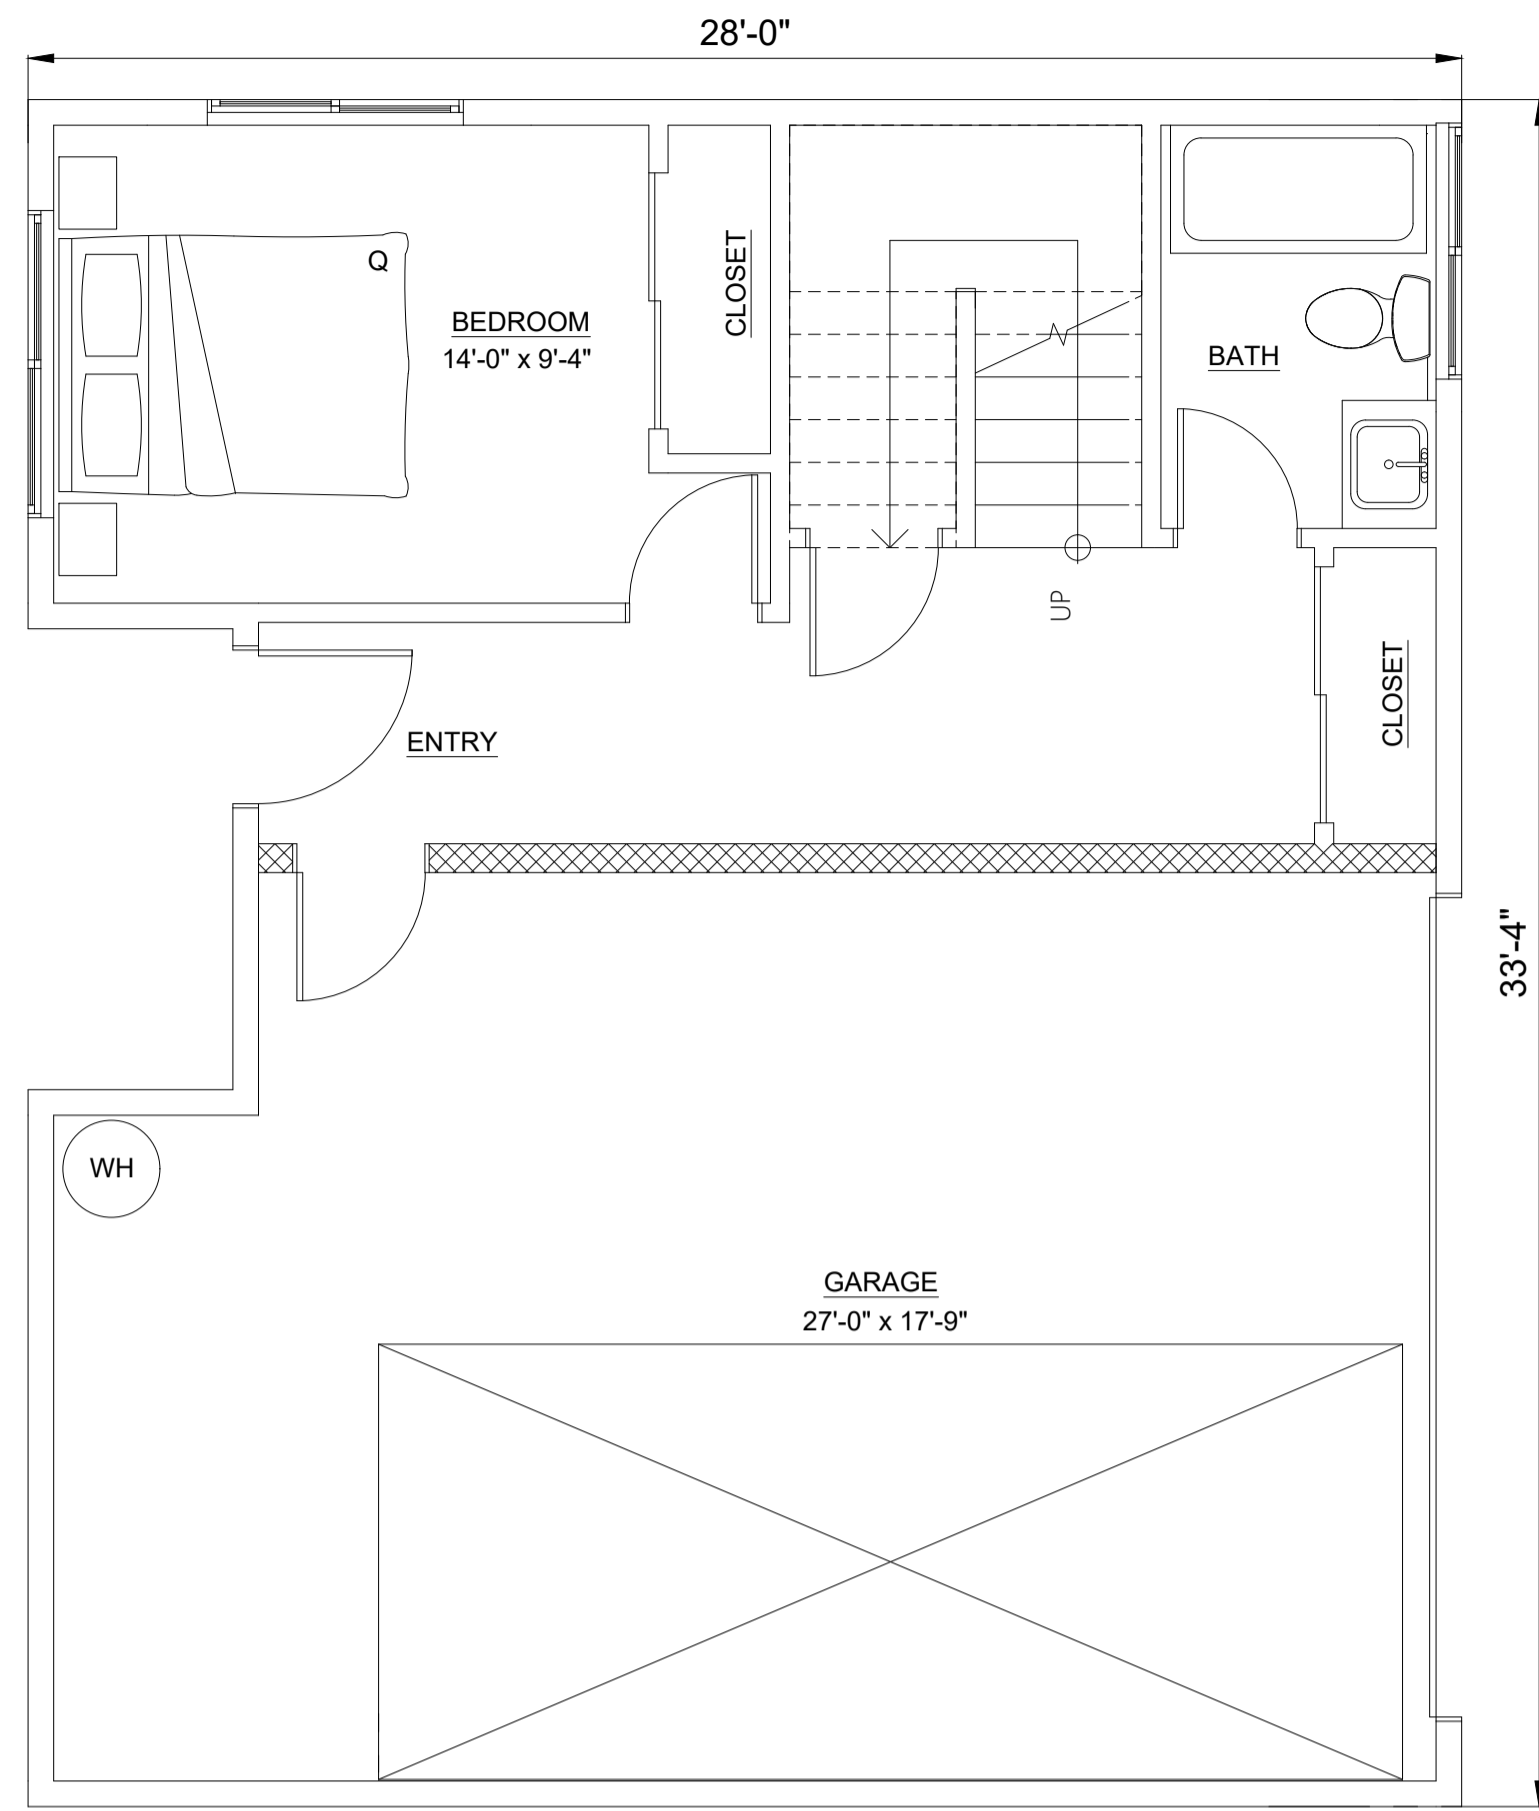 28'-0"
Q
BEDROOM
14'-0" x 9'-4"
CLOSET
BATH
UP
CLOSET
ENTRY
33'-4"
WH
GARAGE
27'-0" x 17'-9"